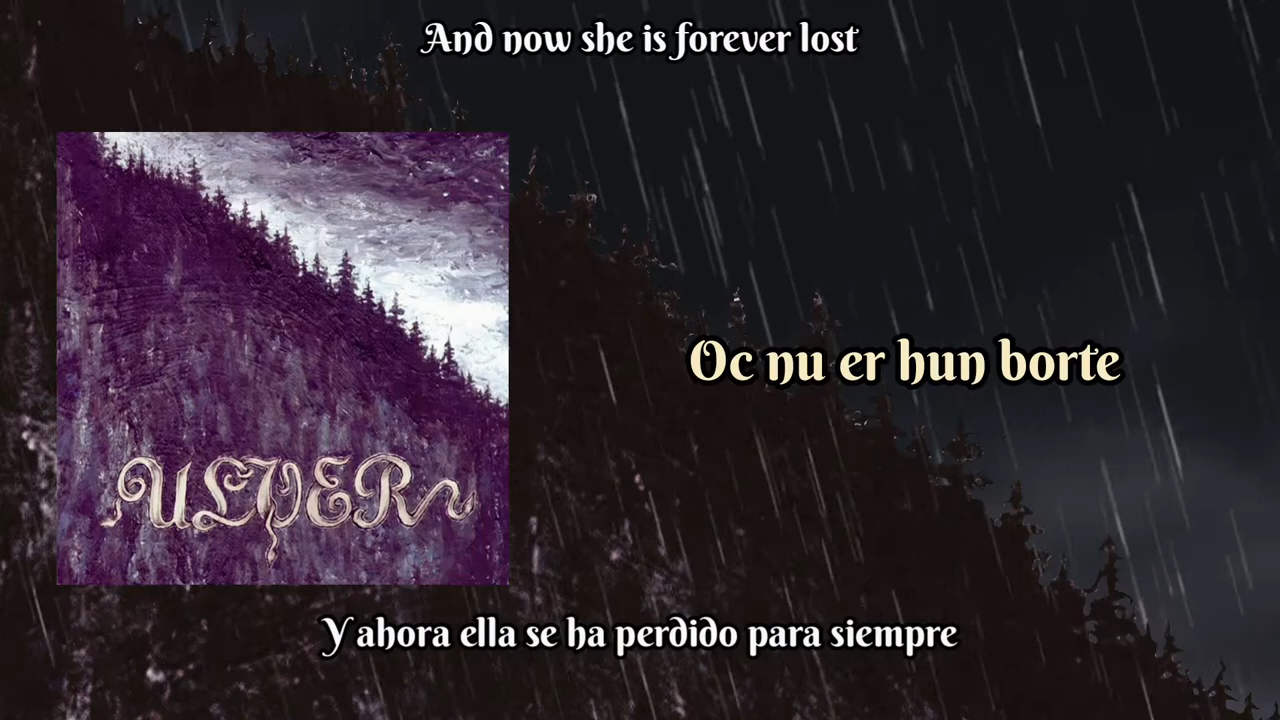 And now she is forever lost
ULVER
Oc nu er hun borte
Y ahora ella se ha perdido para siempre